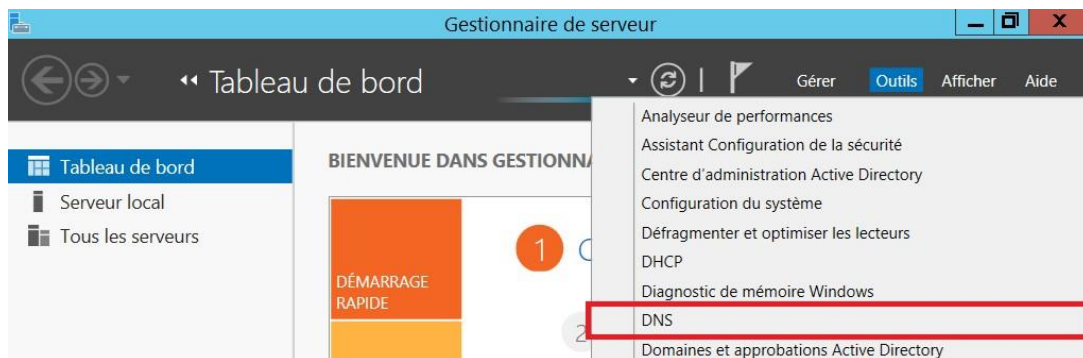 Gestionnaire de serveur
Tableau de bord
Gérer Outils Afficher Aide
Tableau de bord
Serveur local
Tous les serveurs
BIENVENUE DANS
1
DÉMARRAGE
RAPIDE
2
Analyseur de performances
Assistant Configuration de la sécurité
Centre d'administration Active Directory
Configuration du système
Défragmenter et optimiser les lecteurs
DHCP
Diagnostic de mémoire Windows
DNS
Domaines et approbations Active Directory